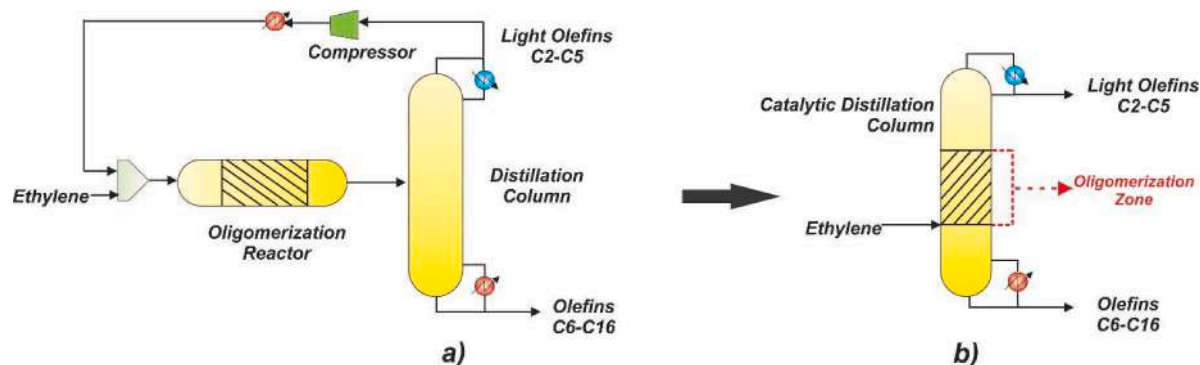 Compressor
Light Olefins
C2-C5
Ethylene
Oligomerization
Reactor
Distillation
Column
Olefins
C6-C16
a)
Catalytic Distillation
Column
Light Olefins
C2-C5
Oligomerization
Zone
Ethylene
Olefins
C6-C16
b)